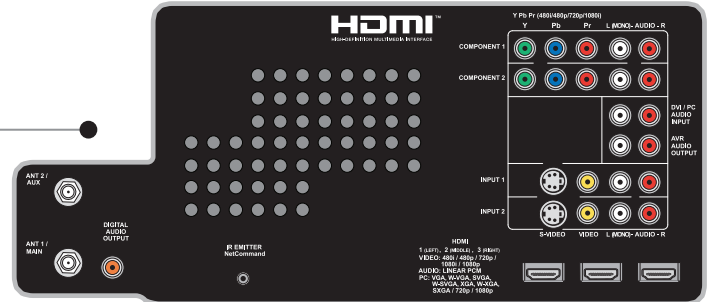 HDMI™
HIGH-DEFINITION MULTIMEDIA INTERFACE
Y Pb Pr (480i/480p/720p/1080i)
Y Pb Pr L (MONO)- AUDIO - R
COMPONENT 1
COMPONENT 2
DVI / PC
AUDIO
INPUT
AVR
AUDIO
OUTPUT
INPUT 1
INPUT 2
S-VIDEO VIDEO L (MONO)- AUDIO - R
ANT 2 /
AUX
ANT 1 /
MAIN
DIGITAL
AUDIO
OUTPUT
IR EMITTER
NetCommand
HDMI
1 (LEFT), 2 (MIDDLE), 3 (RIGHT)
VIDEO: 480i / 480p / 720p /
1080i / 1080p
AUDIO: LINEAR PCM
PC: VGA, W-VGA, SVGA,
W-SVGA, XGA, W-XGA,
SXGA / 720p / 1080p